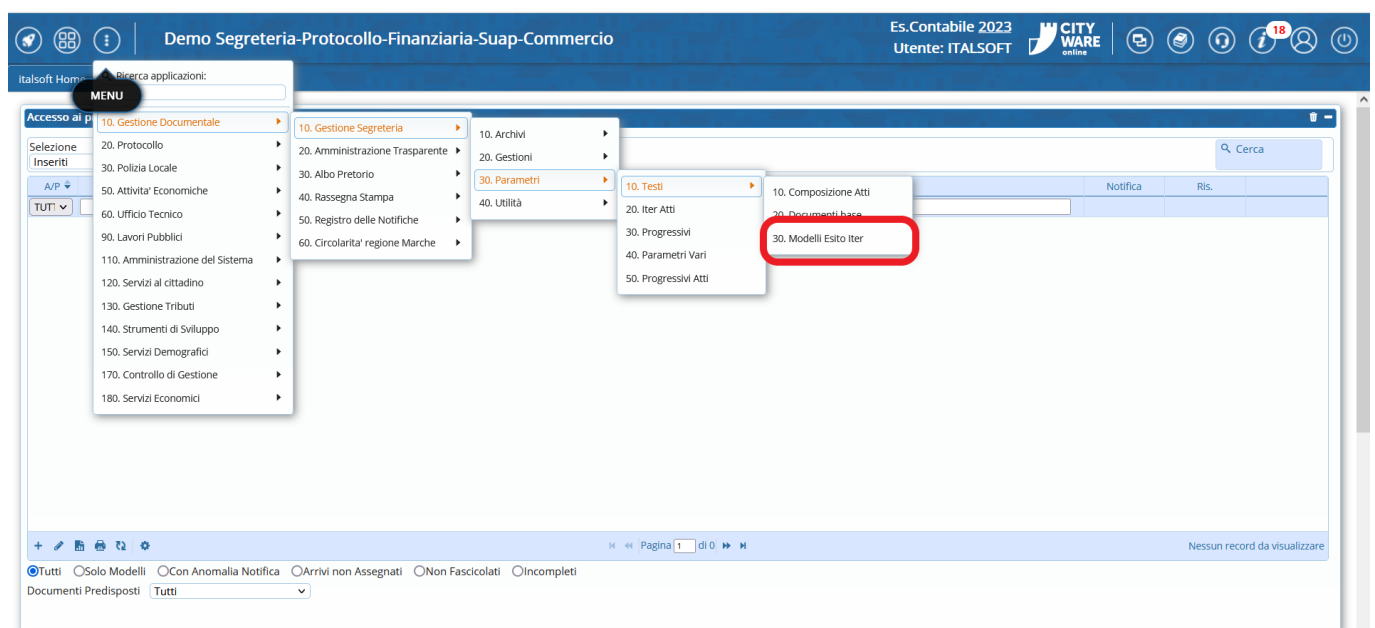 Demo Segreteria-Protocollo-Finanziaria-Suap-Commercio
Es.Contabile 2023
Utente: ITALSOFT
CITY
WARE
online
18
italsoft Home
Ricerca applicazioni:
MENU
Accesso ai p
Selezione
Inseriti
Cerca
A/P
Notifica
Ris.
TUT
10. Gestione Documentale
20. Protocollo
30. Polizia Locale
50. Attivita' Economiche
60. Ufficio Tecnico
90. Lavori Pubblici
110. Amministrazione del Sistema
120. Servizi al cittadino
130. Gestione Tributi
140. Strumenti di Sviluppo
150. Servizi Demografici
170. Controllo di Gestione
180. Servizi Economici
10. Gestione Segreteria
20. Amministrazione Trasparente
30. Albo Pretorio
40. Rassegna Stampa
50. Registro delle Notifiche
60. Circolarita' regione Marche
10. Archivi
20. Gestioni
30. Parametri
40. Utilità
10. Testi
20. Iter Atti
30. Progressivi
40. Parametri Vari
50. Progressivi Atti
10. Composizione Atti
20. Documenti base
30. Modelli Esito Iter
Pagina 1 di 0
Nessun record da visualizzare
Tutti Solo Modelli Con Anomalia Notifica Arrivi non Assegnati Non Fascicolati Incompleti
Documenti Predisposti Tutti